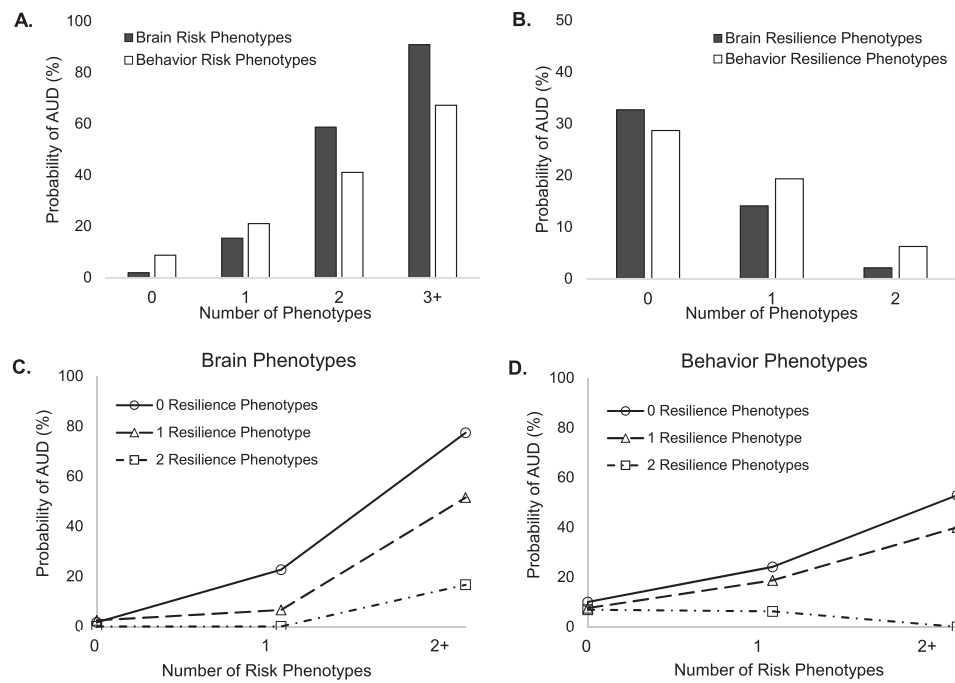 A.
100
80
60
40
20
0
Probability of AUD (%)
Brain Risk Phenotypes
Behavior Risk Phenotypes
0 1 2 3+
Number of Phenotypes
B.
50
40
30
20
10
0
Probability of AUD (%)
Brain Resilience Phenotypes
Behavior Resilience Phenotypes
0 1 2
Number of Phenotypes
C.
Brain Phenotypes
100
80
60
40
20
0
Probability of AUD (%)
0 Resilience Phenotypes
1 Resilience Phenotype
2 Resilience Phenotypes
0 1 2+
Number of Risk Phenotypes
D.
Behavior Phenotypes
100
80
60
40
20
0
Probability of AUD (%)
0 Resilience Phenotypes
1 Resilience Phenotype
2 Resilience Phenotypes
0 1 2+
Number of Risk Phenotypes